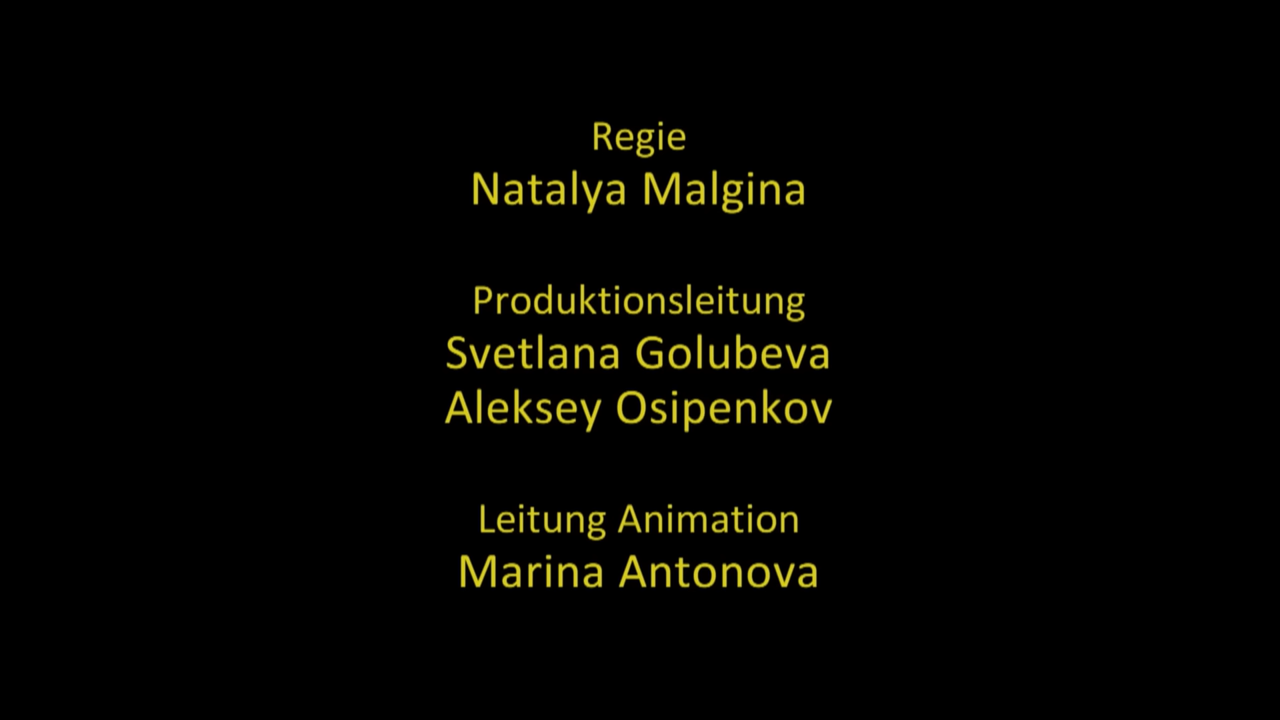 Regie
Natalya Malgina
Produktionsleitung
Svetlana Golubeva
Aleksey Osipenkov
Leitung Animation
Marina Antonova